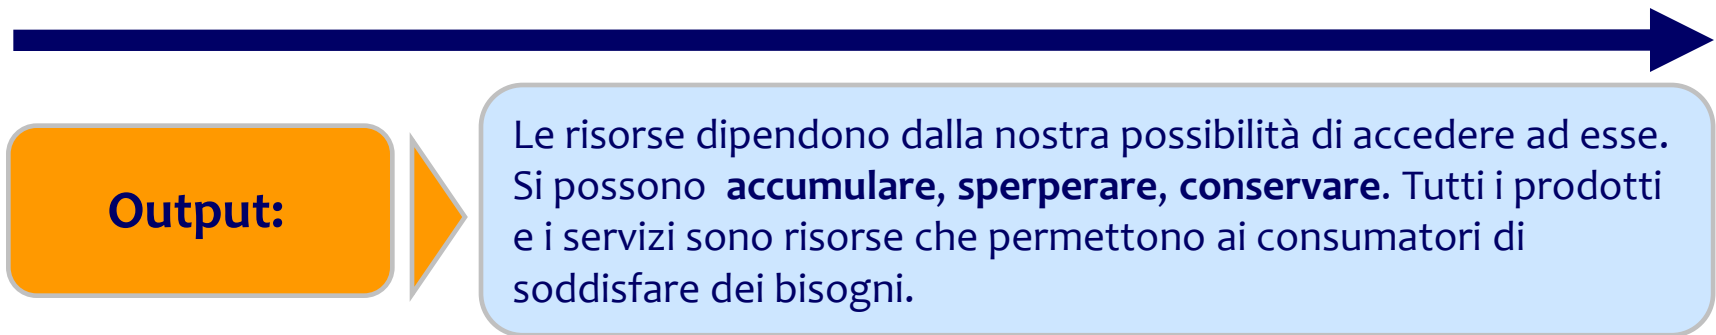 Output:
Le risorse dipendono dalla nostra possibilità di accedere ad esse.
Si possono accumulare, sperperare, conservare. Tutti i prodotti
e i servizi sono risorse che permettono ai consumatori di
soddisfare dei bisogni.